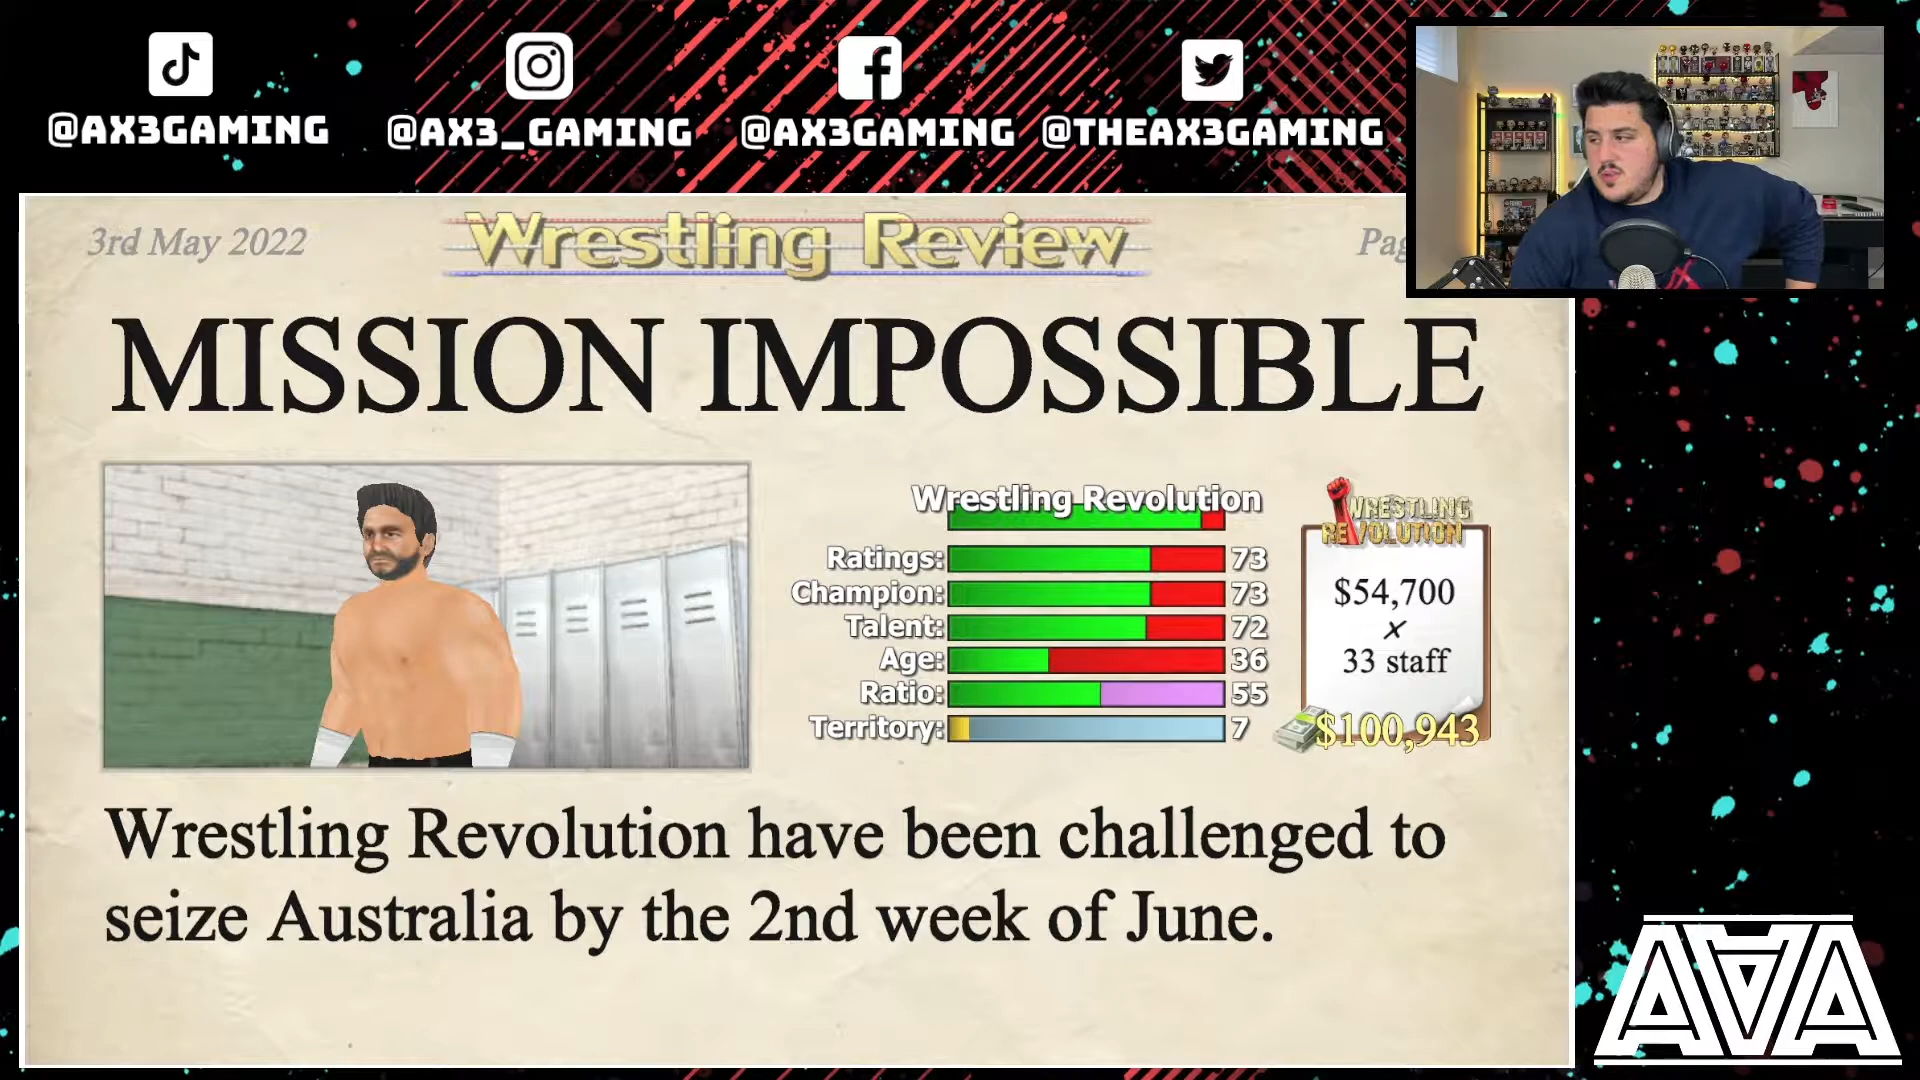 @AX3GAMING
@AX3_GAMING
@AX3GAMING
@THEAX3GAMING
3rd May 2022
Wrestling Review
MISSION IMPOSSIBLE
Wrestling Revolution
Ratings: 73
Champion: 73
Talent: 72
Age: 36
Ratio: 55
Territory: 7
WRESTLING
REVOLUTION
$54,700
x
33 staff
$100,943
Wrestling Revolution have been challenged to
seize Australia by the 2nd week of June.